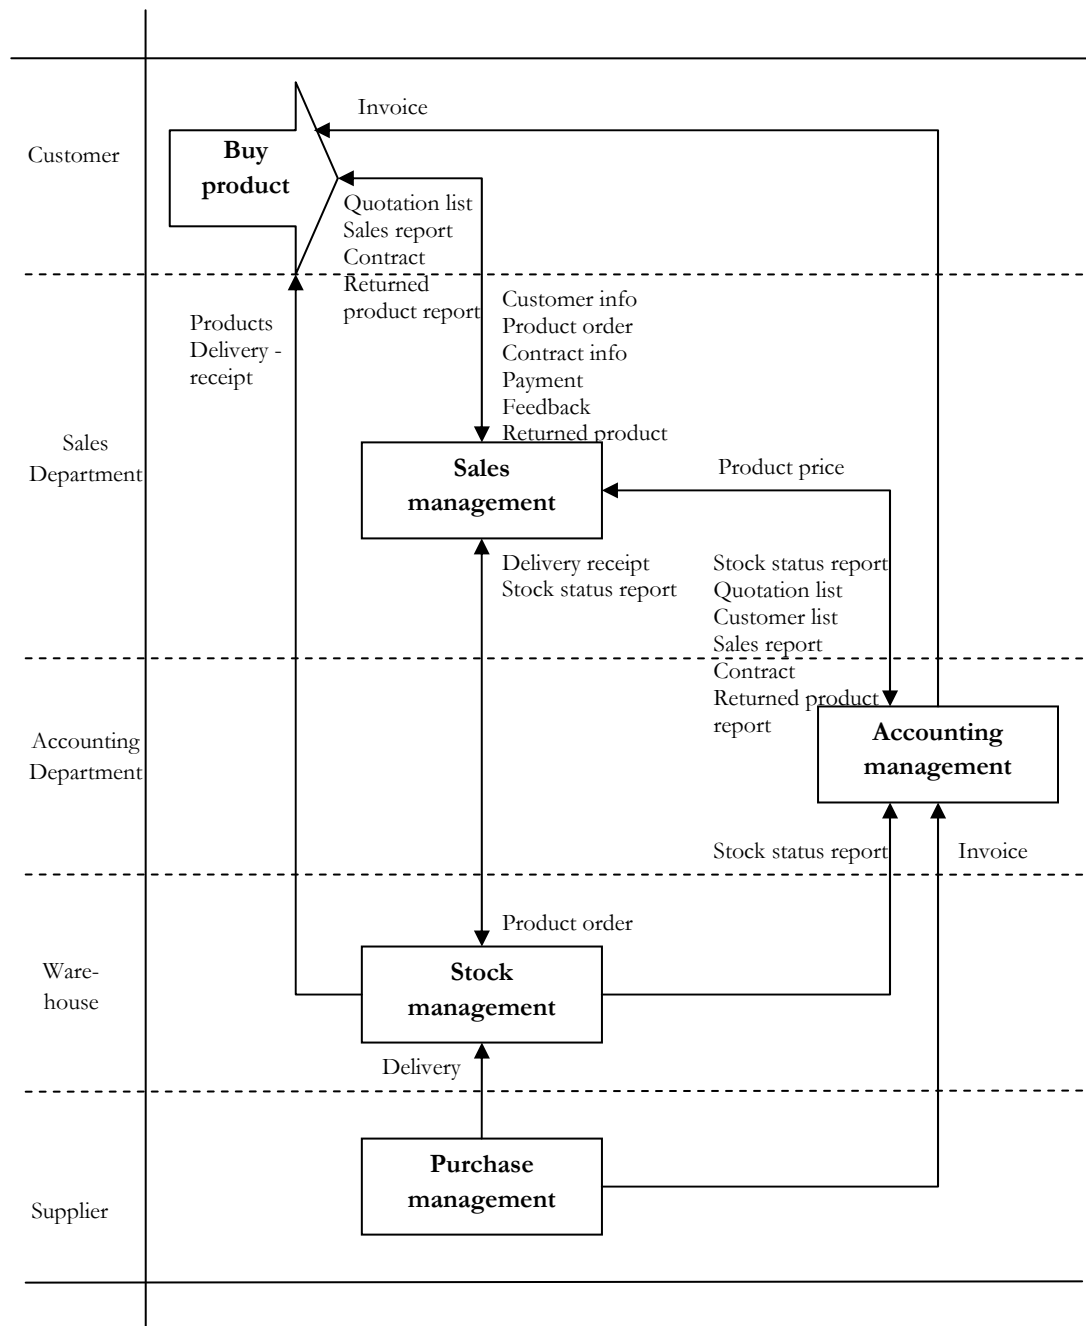 Invoice
Customer
Buy
product
Quotation list
Sales report
Contract
Returned
product report
Products
Delivery -
receipt
Customer info
Product order
Contract info
Payment
Feedback
Returned product
Sales
Department
Sales
management
Product price
Delivery receipt
Stock status report
Stock status report
Quotation list
Customer list
Sales report
Contract
Returned product
report
Accounting
Department
Accounting
management
Stock status report
Invoice
Product order
Ware-
house
Stock
management
Delivery
Purchase
management
Supplier